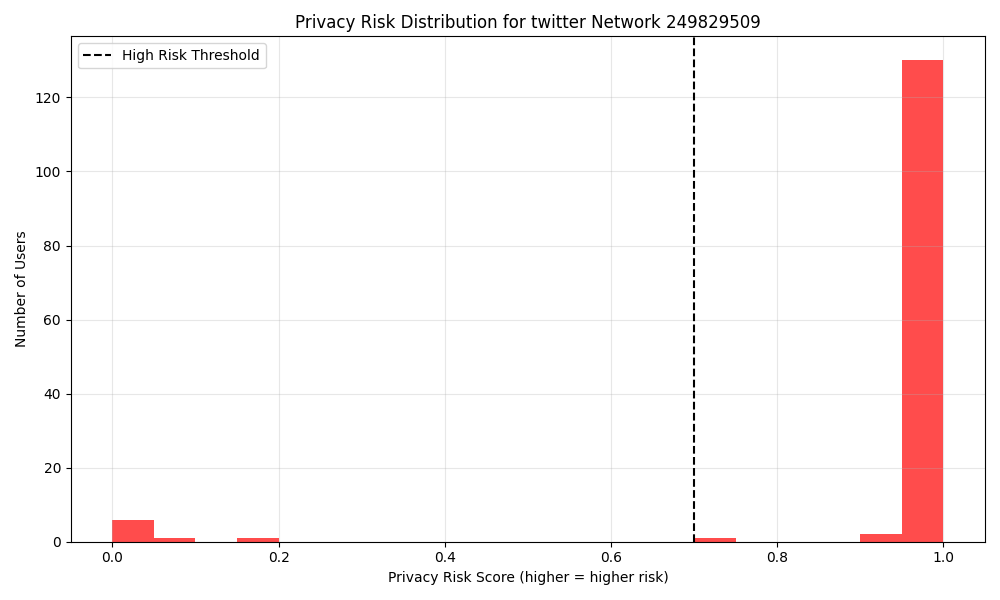 Privacy Risk Distribution for twitter Network 249829509
High Risk Threshold
Number of Users
120
100
80
60
40
20
0
0.0 0.2 0.4 0.6 0.8 1.0
Privacy Risk Score (higher = higher risk)